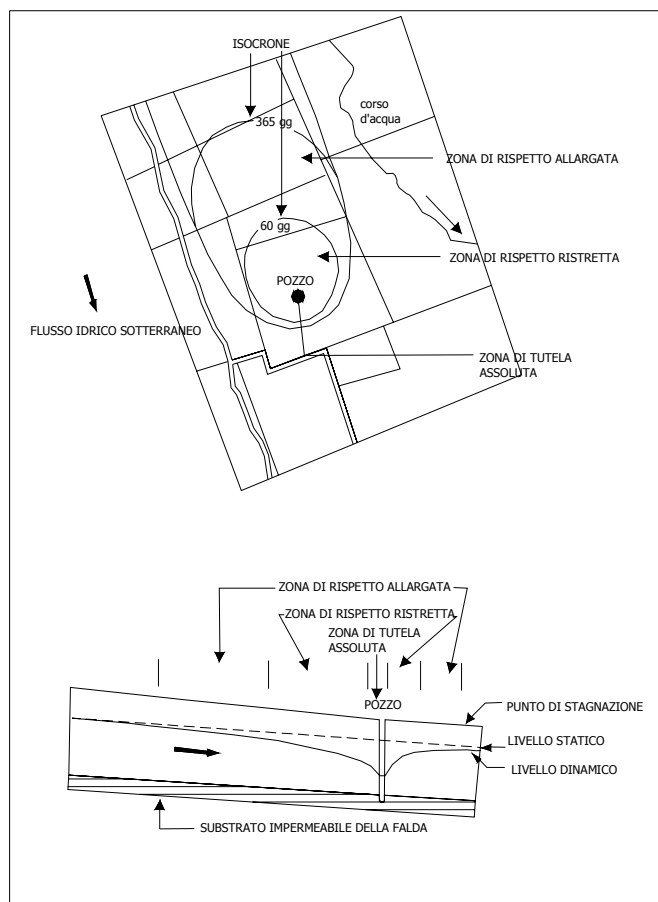 ISOCRONE
corso
d'acqua
365 gg
ZONA DI RISPETTO ALLARGATA
60 gg
ZONA DI RISPETTO RISTRETTA
POZZO
FLUSSO IDRICO SOTTERRANEO
ZONA DI TUTELA
ASSOLUTA
ZONA DI RISPETTO ALLARGATA
ZONA DI RISPETTO RISTRETTA
ZONA DI TUTELA
ASSOLUTA
POZZO
PUNTO DI STAGNAZIONE
LIVELLO STATICO
LIVELLO DINAMICO
SUBSTRATO IMPERMEABILE DELLA FALDA